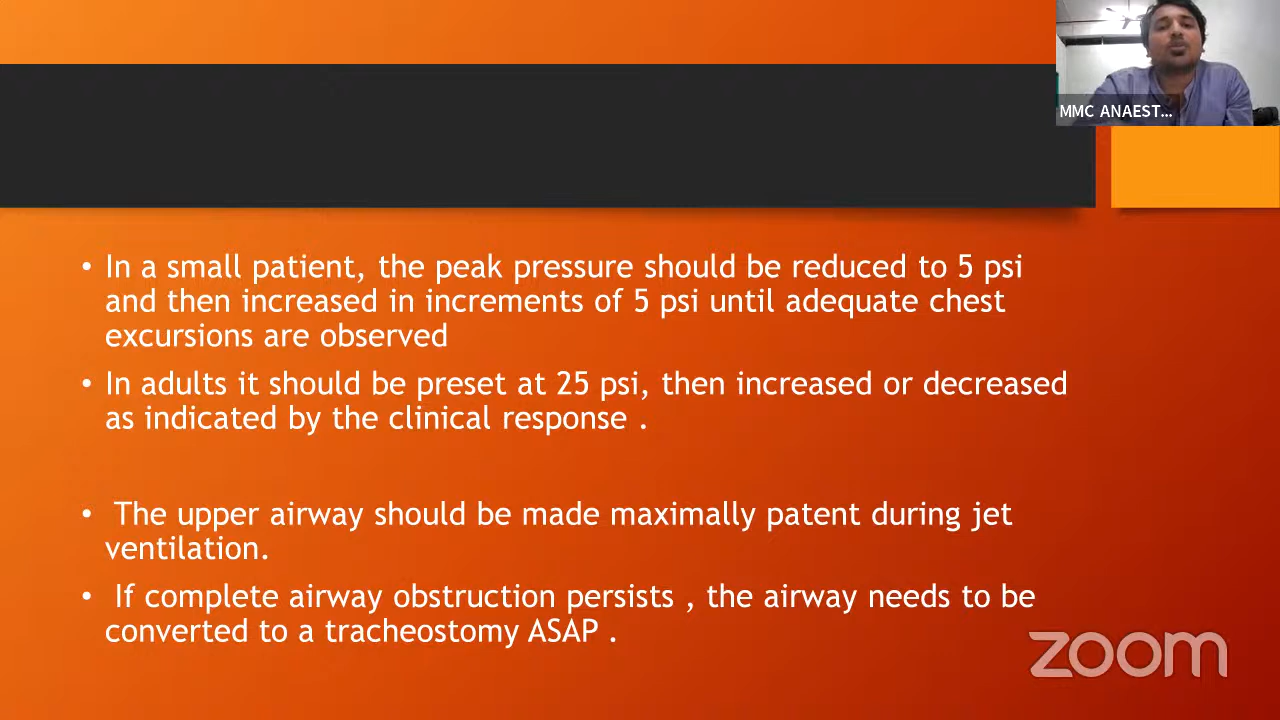 MMC ANAEST...
• In a small patient, the peak pressure should be reduced to 5 psi
and then increased in increments of 5 psi until adequate chest
excursions are observed
• In adults it should be preset at 25 psi, then increased or decreased
as indicated by the clinical response .
• The upper airway should be made maximally patent during jet
ventilation.
• If complete airway obstruction persists , the airway needs to be
converted to a tracheostomy ASAP .
zoom